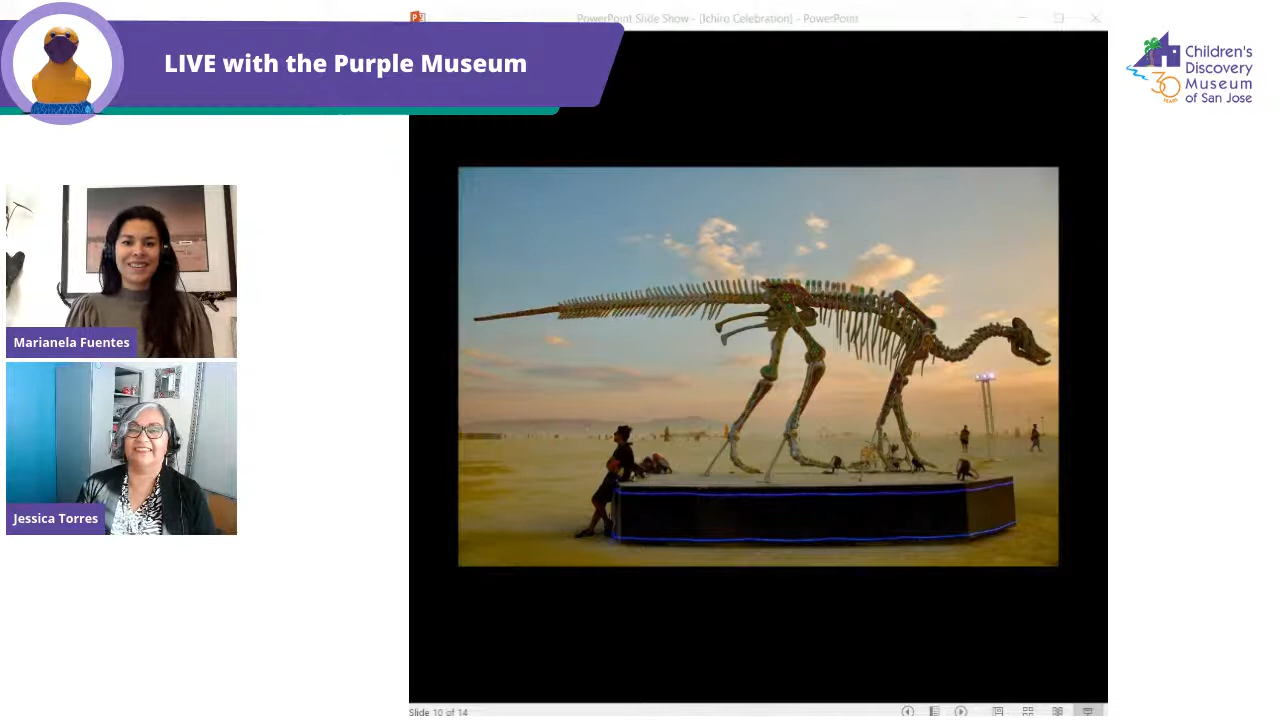 PowerPoint Slide Show - [Ichiro Celebration] - PowerPoint
LIVE with the Purple Museum
Children's
Discovery
Museum
of San Jose
30
YEARS
Marianela Fuentes
Jessica Torres
Slide 10 of 14